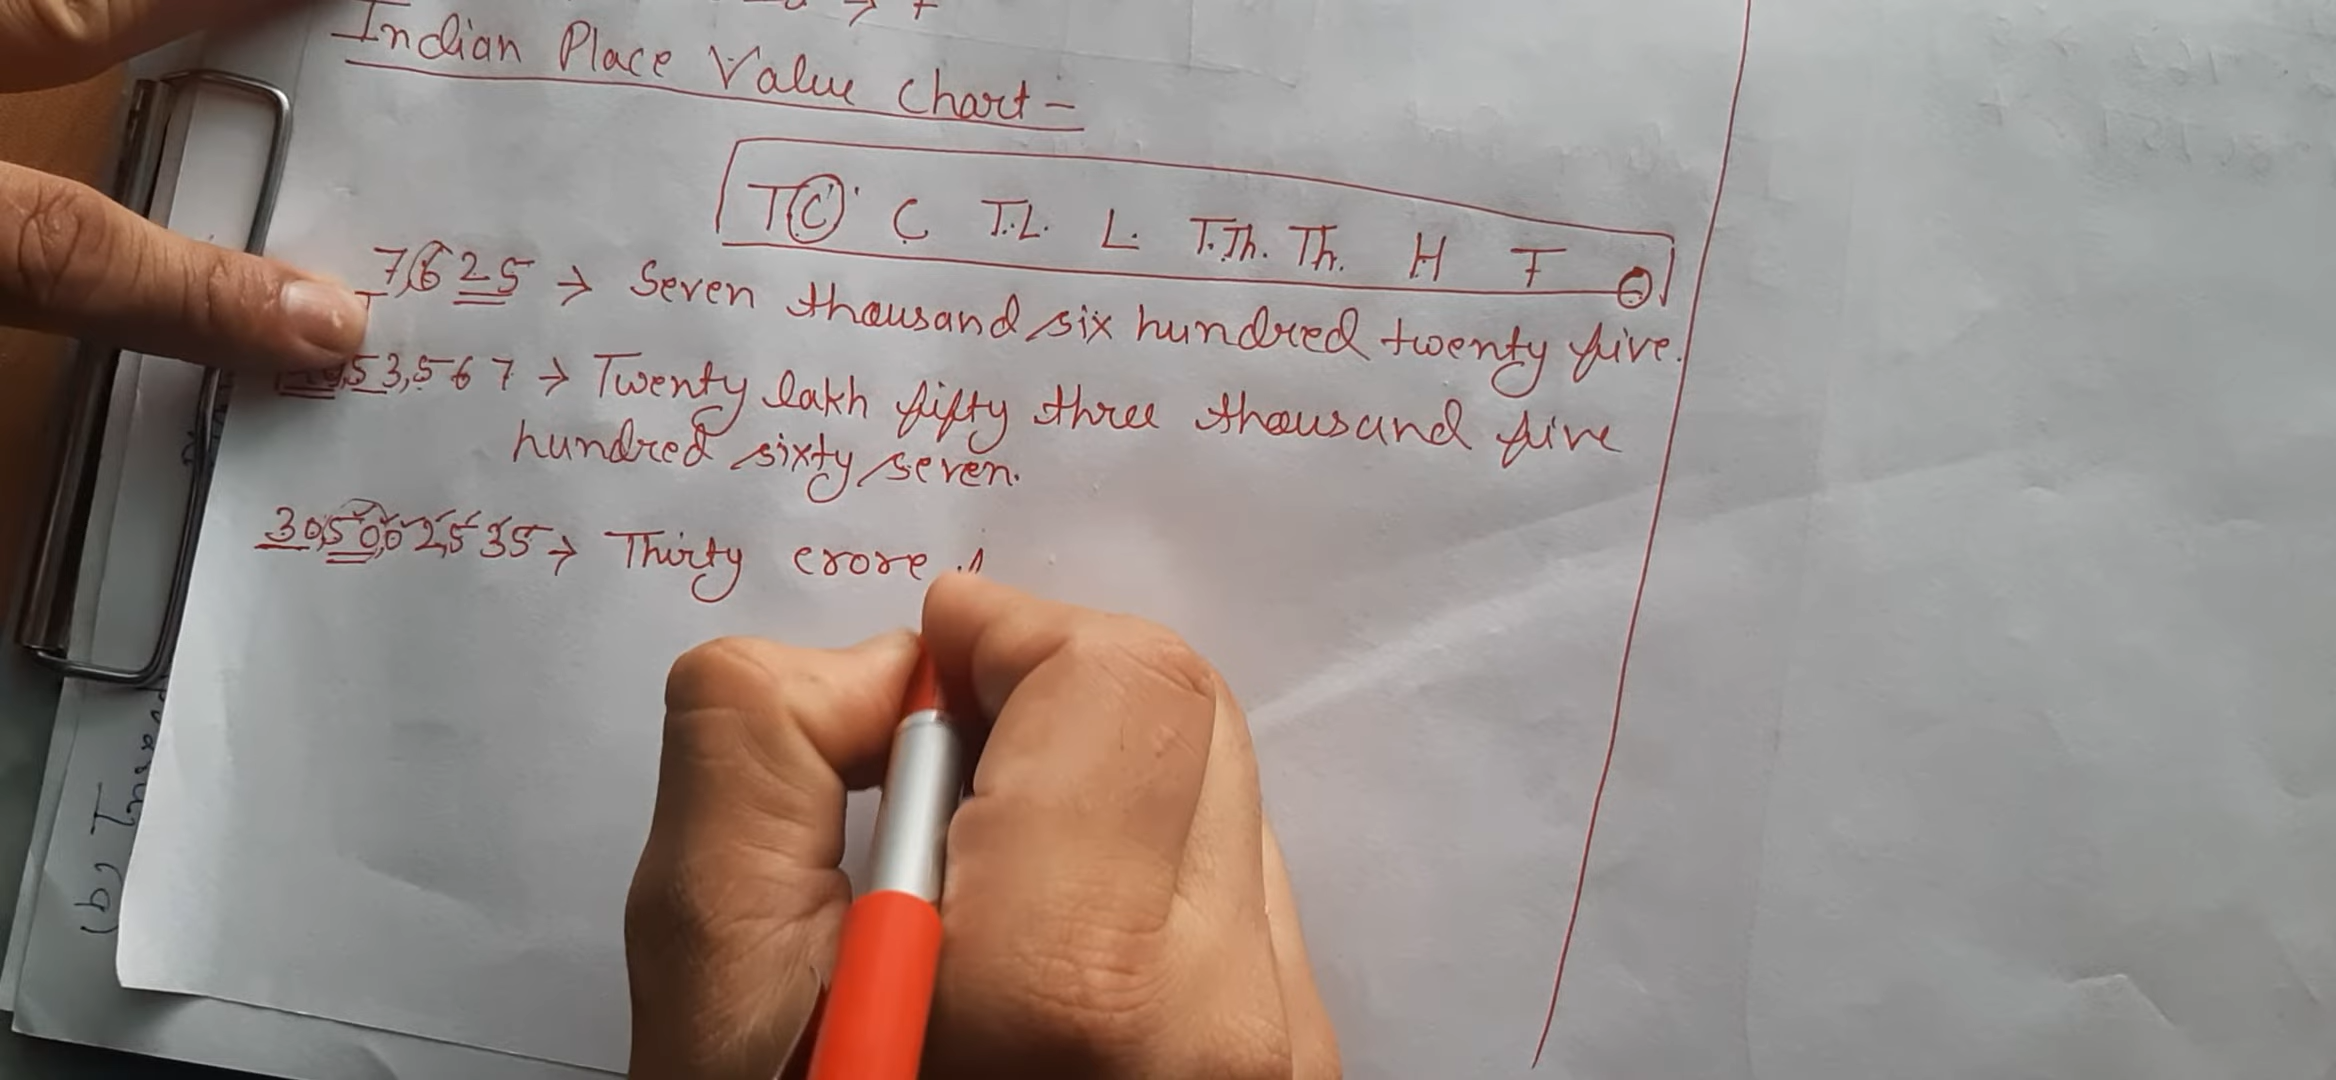 Indian Place Value Chart -
TC C T.L. L. T.Th. Th. H T O
7,625 → Seven thousand six hundred twenty five.
53,567 → Twenty lakh fifty three thousand five
hundred sixty seven.
30,50,02,535 → Thirty crore